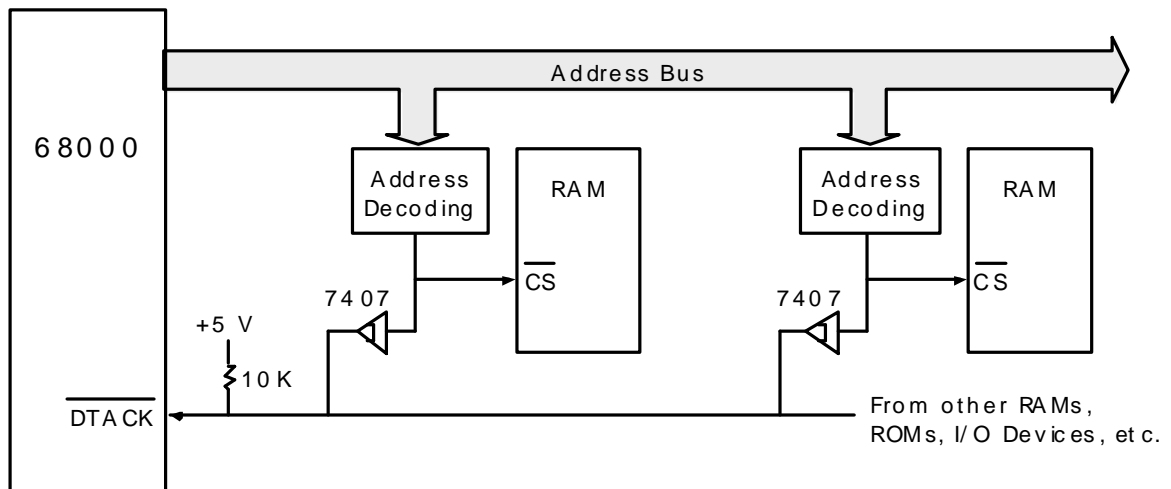 Address Bus
68000
Address
Decoding
RAM
Address
Decoding
RAM
CS
CS
7407
7407
+5 V
10K
DTACK
From other RAMs,
ROMs, I/O Devices, etc.